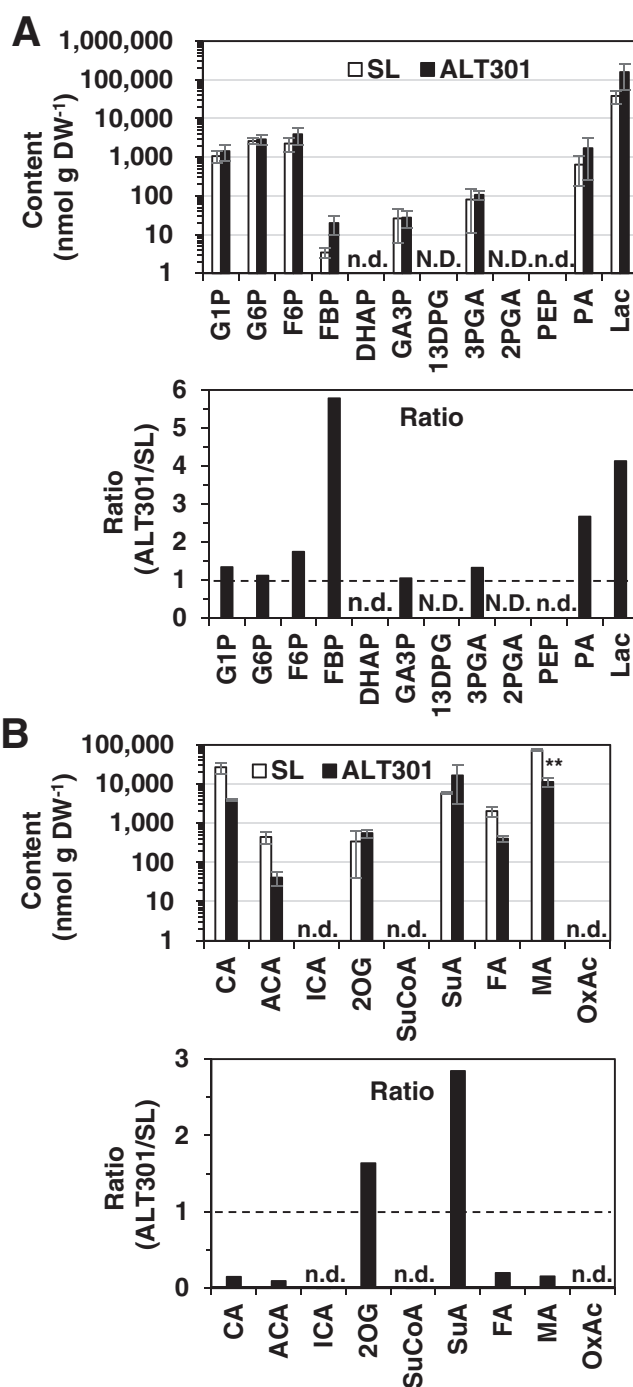 A
1,000,000
100,000
10,000
1,000
100
10
1
Content
(nmol g DW⁻¹)
SL ALT301
n.d. N.D. N.D. n.d.
G1P G6P F6P FBP DHAP GA3P 13DPG 3PGA 2PGA PEP PA Lac
6
5
4
3
2
1
0
Ratio
(ALT301/SL)
Ratio
n.d. N.D. N.D. n.d.
G1P G6P F6P FBP DHAP GA3P 13DPG 3PGA 2PGA PEP PA Lac
B
100,000
10,000
1,000
100
10
1
Content
(nmol g DW⁻¹)
SL ALT301
**
n.d. n.d. n.d.
CA ACA ICA 2OG SuCoA SuA FA MA OxAc
3
2
1
0
Ratio
(ALT301/SL)
Ratio
n.d. n.d. n.d.
CA ACA ICA 2OG SuCoA SuA FA MA OxAc